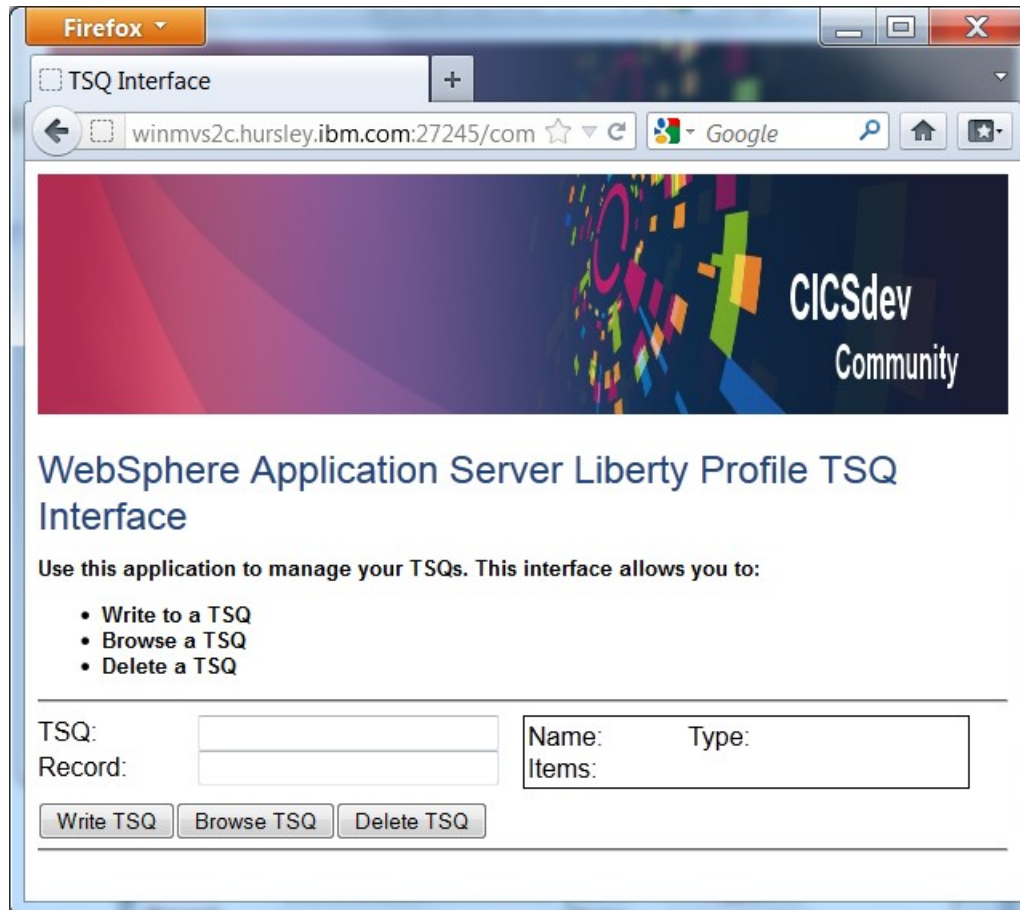 Firefox
TSQ Interface
winmvs2c.hursley.ibm.com:27245/com
Google
CICSdev
Community
WebSphere Application Server Liberty Profile TSQ
Interface
Use this application to manage your TSQs. This interface allows you to:
• Write to a TSQ
• Browse a TSQ
• Delete a TSQ
TSQ:
Record:
Name: Type:
Items:
Write TSQ Browse TSQ Delete TSQ